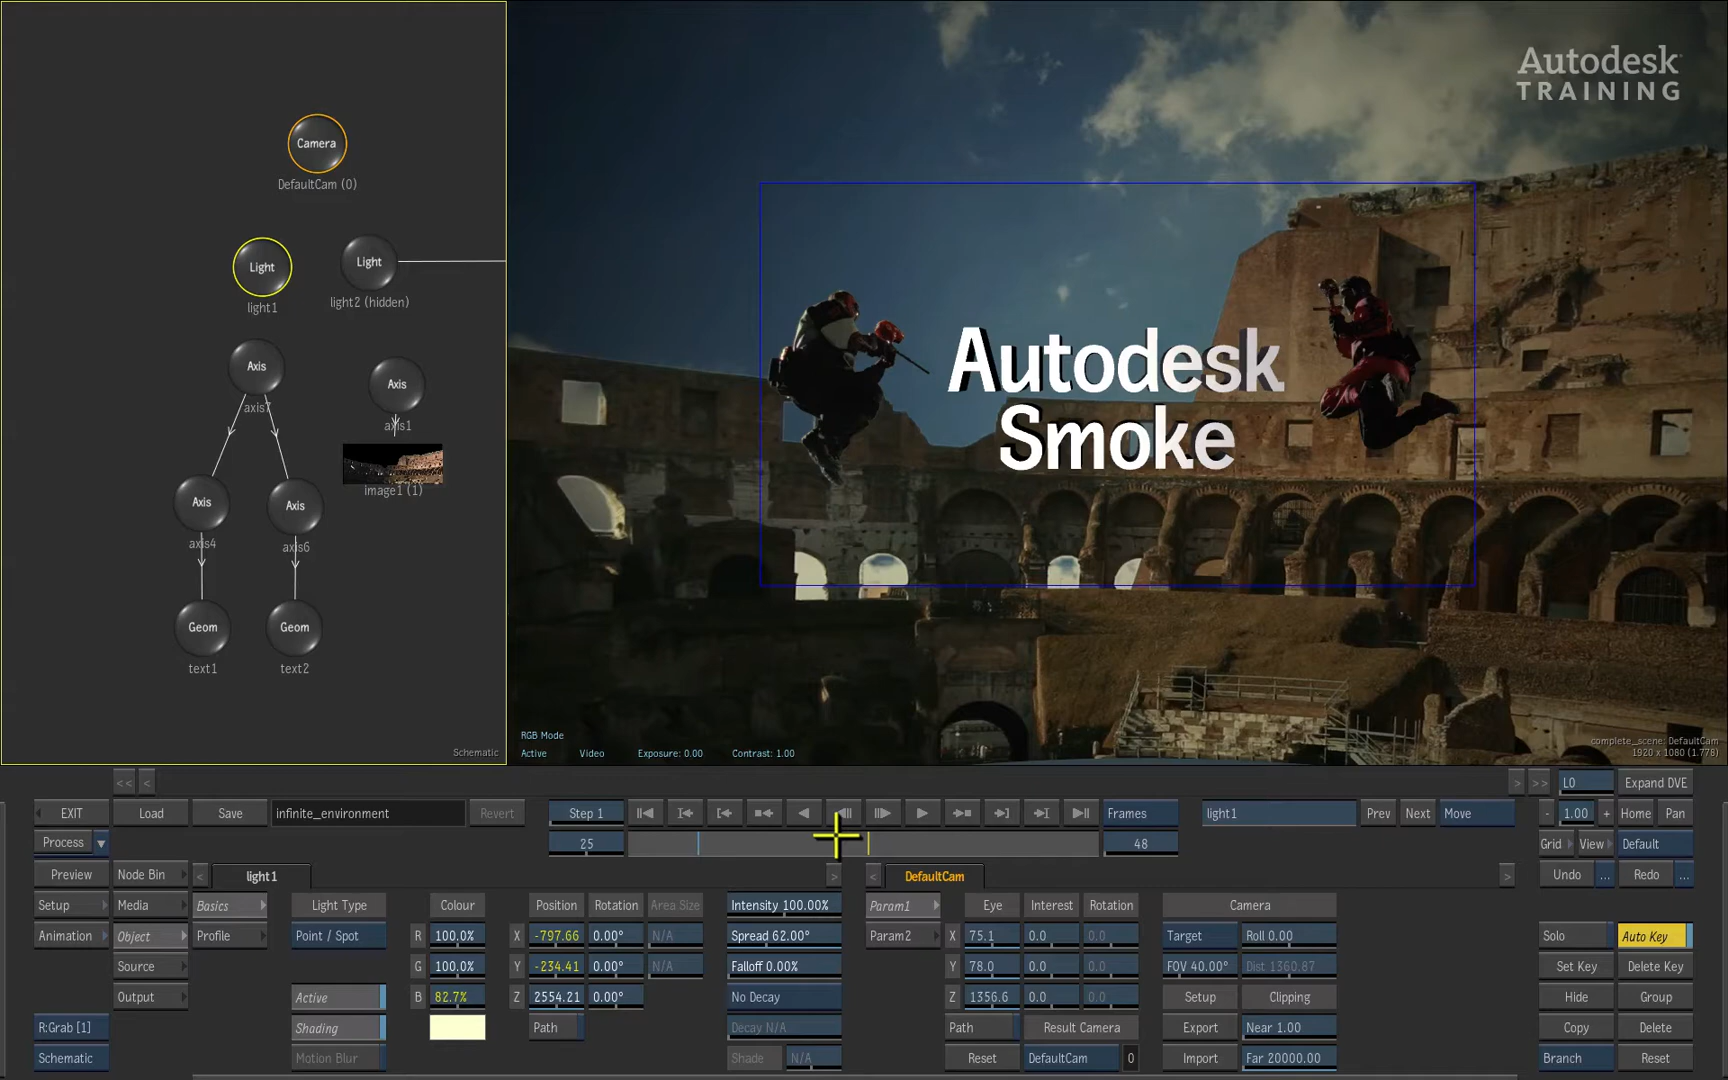 Autodesk
TRAINING
Camera
DefaultCam (0)
Light
light1
Light
light2 (hidden)
Axis
axis7
Axis
axis1
image1 (1)
Axis
axis4
Axis
axis6
Geom
text1
Geom
text2
Schematic
Autodesk
Smoke
RGB Mode
Active Video Exposure: 0.00 Contrast: 1.00
complete_scene: DefaultCam
1920 x 1080 (1.778)
<< < > >> L0 Expand DVE
EXIT Load Save infinite_environment Revert Step 1 Frames light1 Prev Next Move - 1.00 + Home Pan
Process 25 48 Grid View Default
Preview Node Bin < light1 > < DefaultCam > Undo ... Redo ...
Setup Media Basics Light Type Colour Position Rotation Area Size Intensity 100.00% Param1 Eye Interest Rotation Camera
Animation Object Profile Point / Spot R 100.0% X -797.66 0.00° N/A Spread 62.00° Param2 X 75.1 0.0 0.0 Target Roll 0.00 Solo Auto Key
Source G 100.0% Y -234.41 0.00° N/A Falloff 0.00% Y 78.0 0.0 0.0 FOV 40.00° Dist 1360.87 Set Key Delete Key
Output Active B 82.7% Z 2554.21 0.00° No Decay Z 1356.6 0.0 0.0 Setup Clipping Hide Group
R:Grab [1] Shading Path Decay N/A Path Result Camera Export Near 1.00 Copy Delete
Schematic Motion Blur Shade N/A Reset DefaultCam 0 Import Far 20000.00 Branch Reset